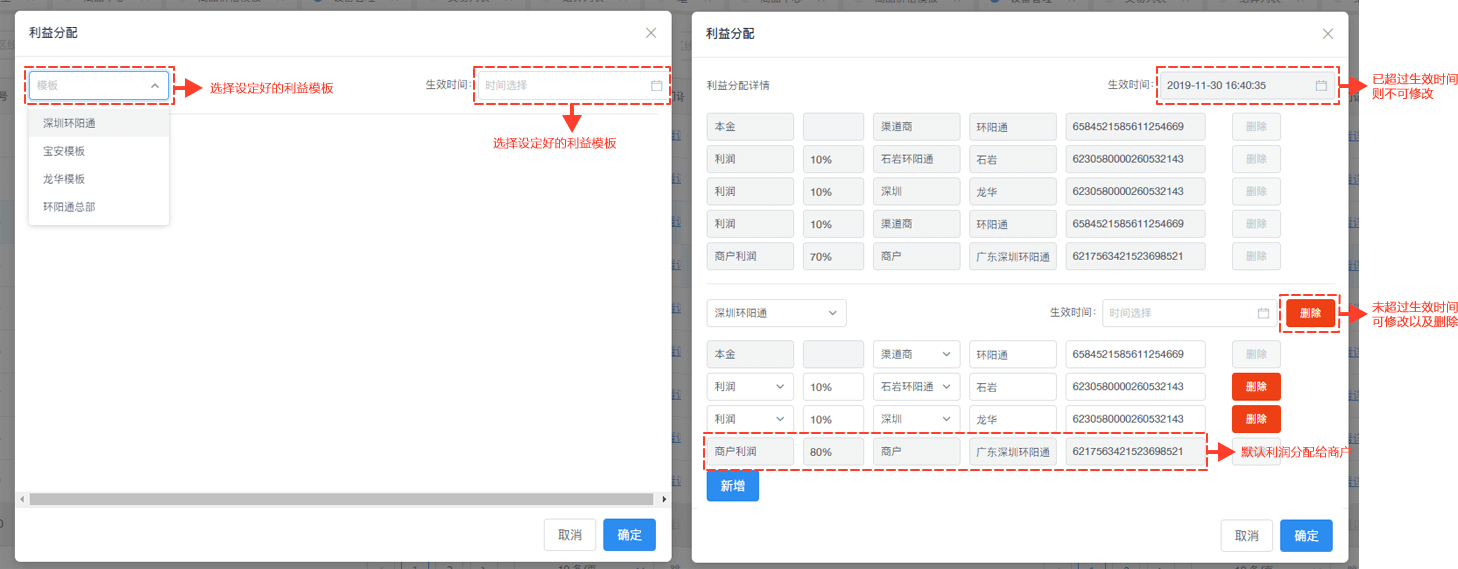 利益分配
模板
选择设定好的利益模板
生效时间：
时间选择
选择设定好的利益模板
深圳环阳通
宝安模板
龙华模板
环阳通总部
取消
确定
利益分配
利益分配详情
生效时间：
2019-11-30 16:40:35
已超过生效时间
则不可修改
本金 渠道商 环阳通 6584521585611254669 删除
利润 10% 石岩环阳通 石岩 6230580000260532143 删除
利润 10% 深圳 龙华 6230580000260532143 删除
利润 10% 渠道商 环阳通 6584521585611254669 删除
商户利润 70% 商户 广东深圳环阳通 6217563421523698521 删除
深圳环阳通
生效时间：
时间选择
删除
未超过生效时间
可修改以及删除
本金 渠道商 环阳通 6584521585611254669 删除
利润 10% 石岩环阳通 石岩 6230580000260532143 删除
利润 10% 深圳 龙华 6230580000260532143 删除
商户利润 80% 商户 广东深圳环阳通 6217563421523698521
默认利润分配给商户
新增
取消
确定